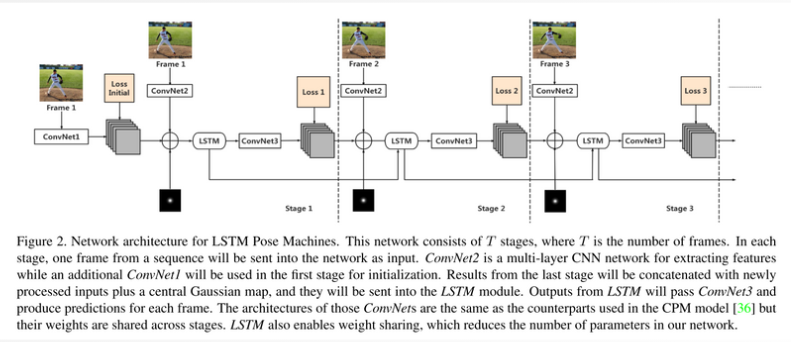 Frame 1
Frame 2
Frame 3
Loss Initial
ConvNet2
Loss 1
ConvNet2
Loss 2
ConvNet2
Loss 3
Frame 1
ConvNet1
LSTM
ConvNet3
LSTM
ConvNet3
LSTM
ConvNet3
Stage 1
Stage 2
Stage 3
Figure 2. Network architecture for LSTM Pose Machines. This network consists of T stages, where T is the number of frames. In each
stage, one frame from a sequence will be sent into the network as input. ConvNet2 is a multi-layer CNN network for extracting features
while an additional ConvNet1 will be used in the first stage for initialization. Results from the last stage will be concatenated with newly
processed inputs plus a central Gaussian map, and they will be sent into the LSTM module. Outputs from LSTM will pass ConvNet3 and
produce predictions for each frame. The architectures of those ConvNets are the same as the counterparts used in the CPM model [36] but
their weights are shared across stages. LSTM also enables weight sharing, which reduces the number of parameters in our network.